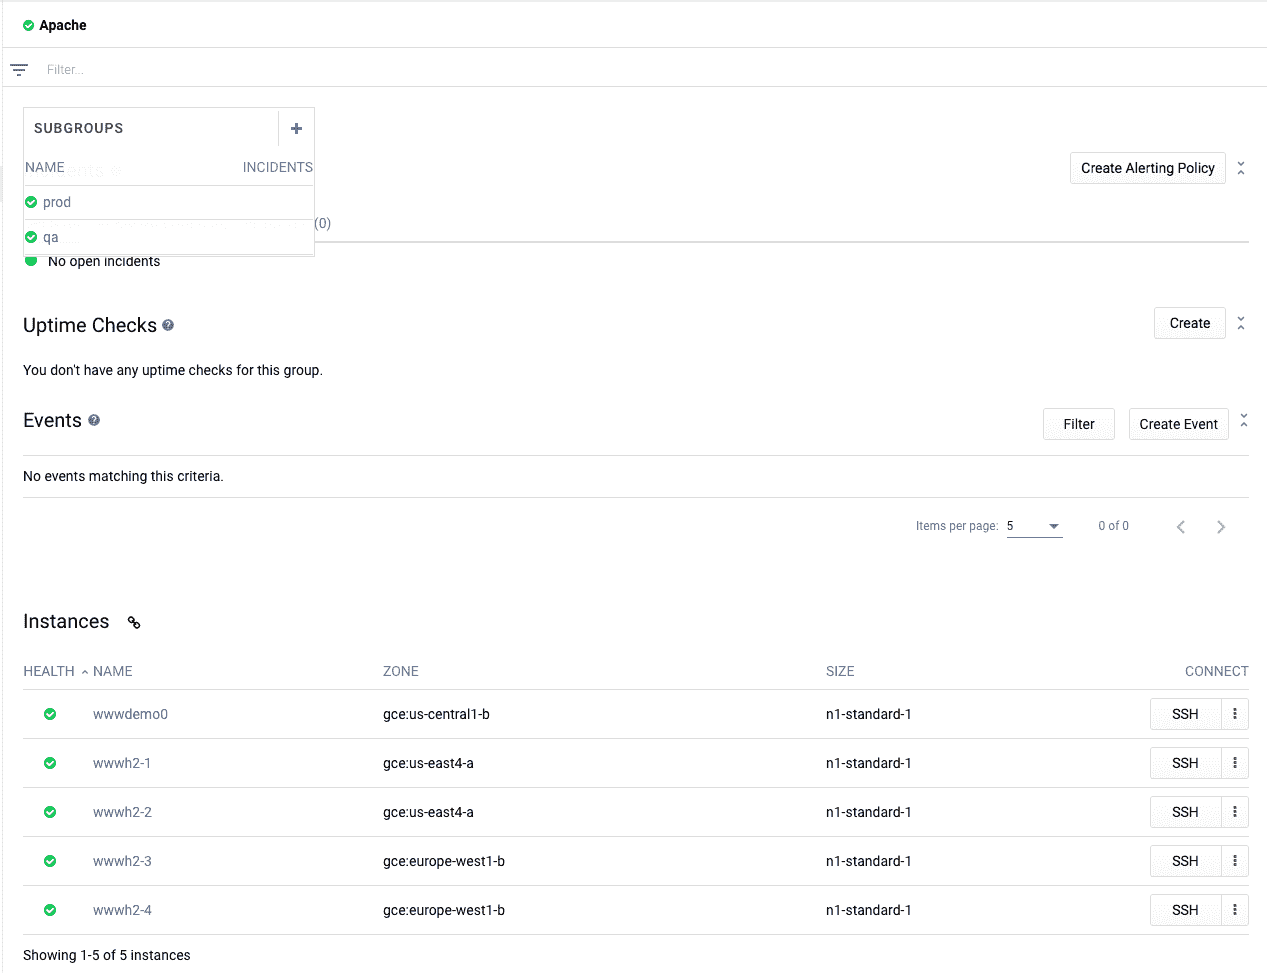 Apache
Filter...
SUBGROUPS +
NAME INCIDENTS
Create Alerting Policy
prod
(0)
qa
No open incidents
Uptime Checks ?
Create
You don't have any uptime checks for this group.
Events ?
Filter Create Event
No events matching this criteria.
Items per page: 5 0 of 0
Instances
HEALTH NAME ZONE SIZE CONNECT
wwwdemo0 gce:us-central1-b n1-standard-1 SSH
wwwh2-1 gce:us-east4-a n1-standard-1 SSH
wwwh2-2 gce:us-east4-a n1-standard-1 SSH
wwwh2-3 gce:europe-west1-b n1-standard-1 SSH
wwwh2-4 gce:europe-west1-b n1-standard-1 SSH
Showing 1-5 of 5 instances